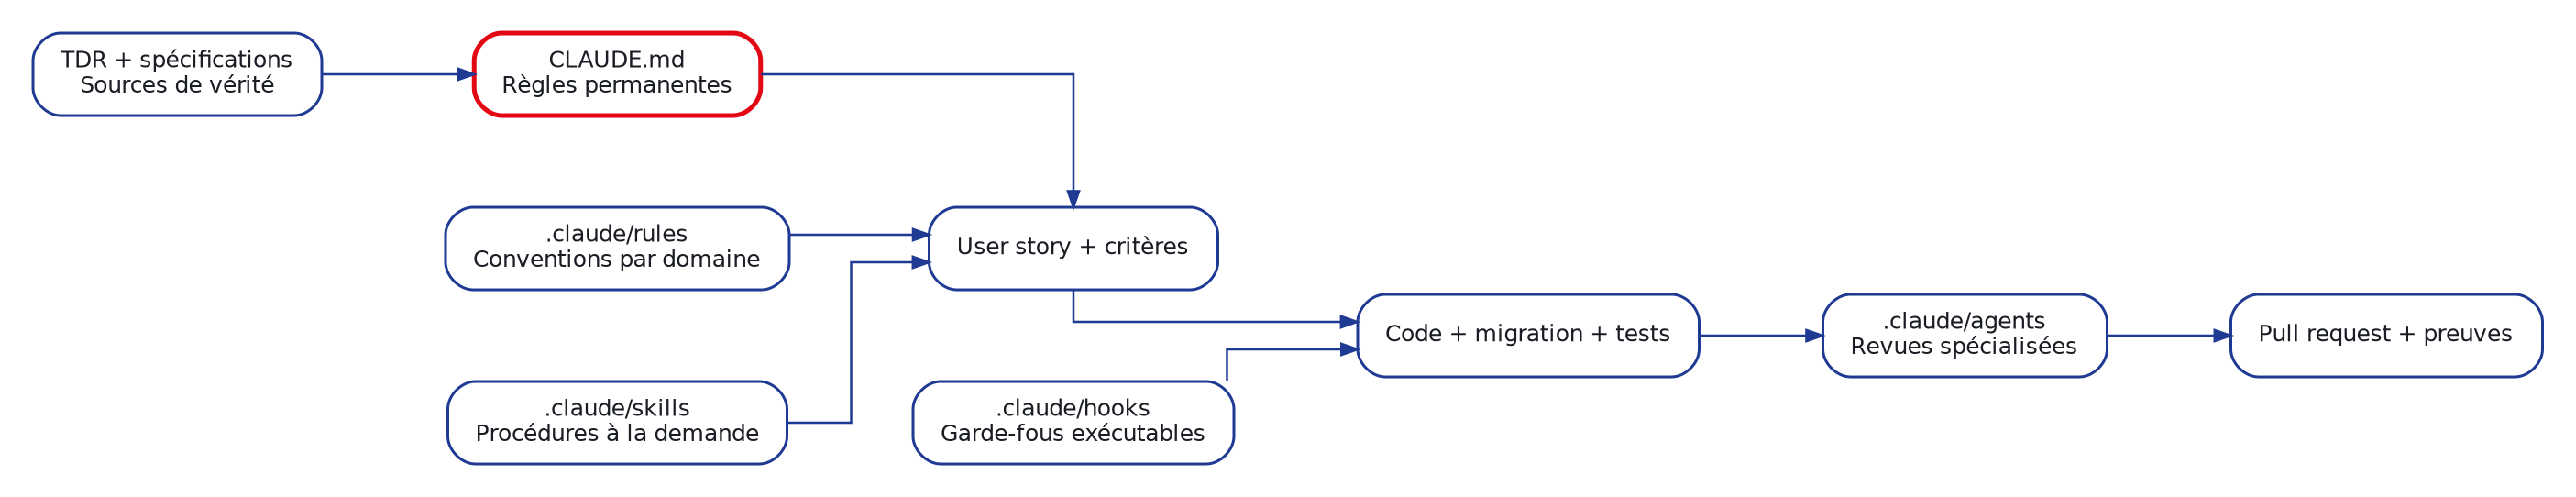 TDR + spécifications
Sources de vérité
CLAUDE.md
Règles permanentes
.claude/rules
Conventions par domaine
User story + critères
.claude/skills
Procédures à la demande
.claude/hooks
Garde-fous exécutables
Code + migration + tests
.claude/agents
Revues spécialisées
Pull request + preuves